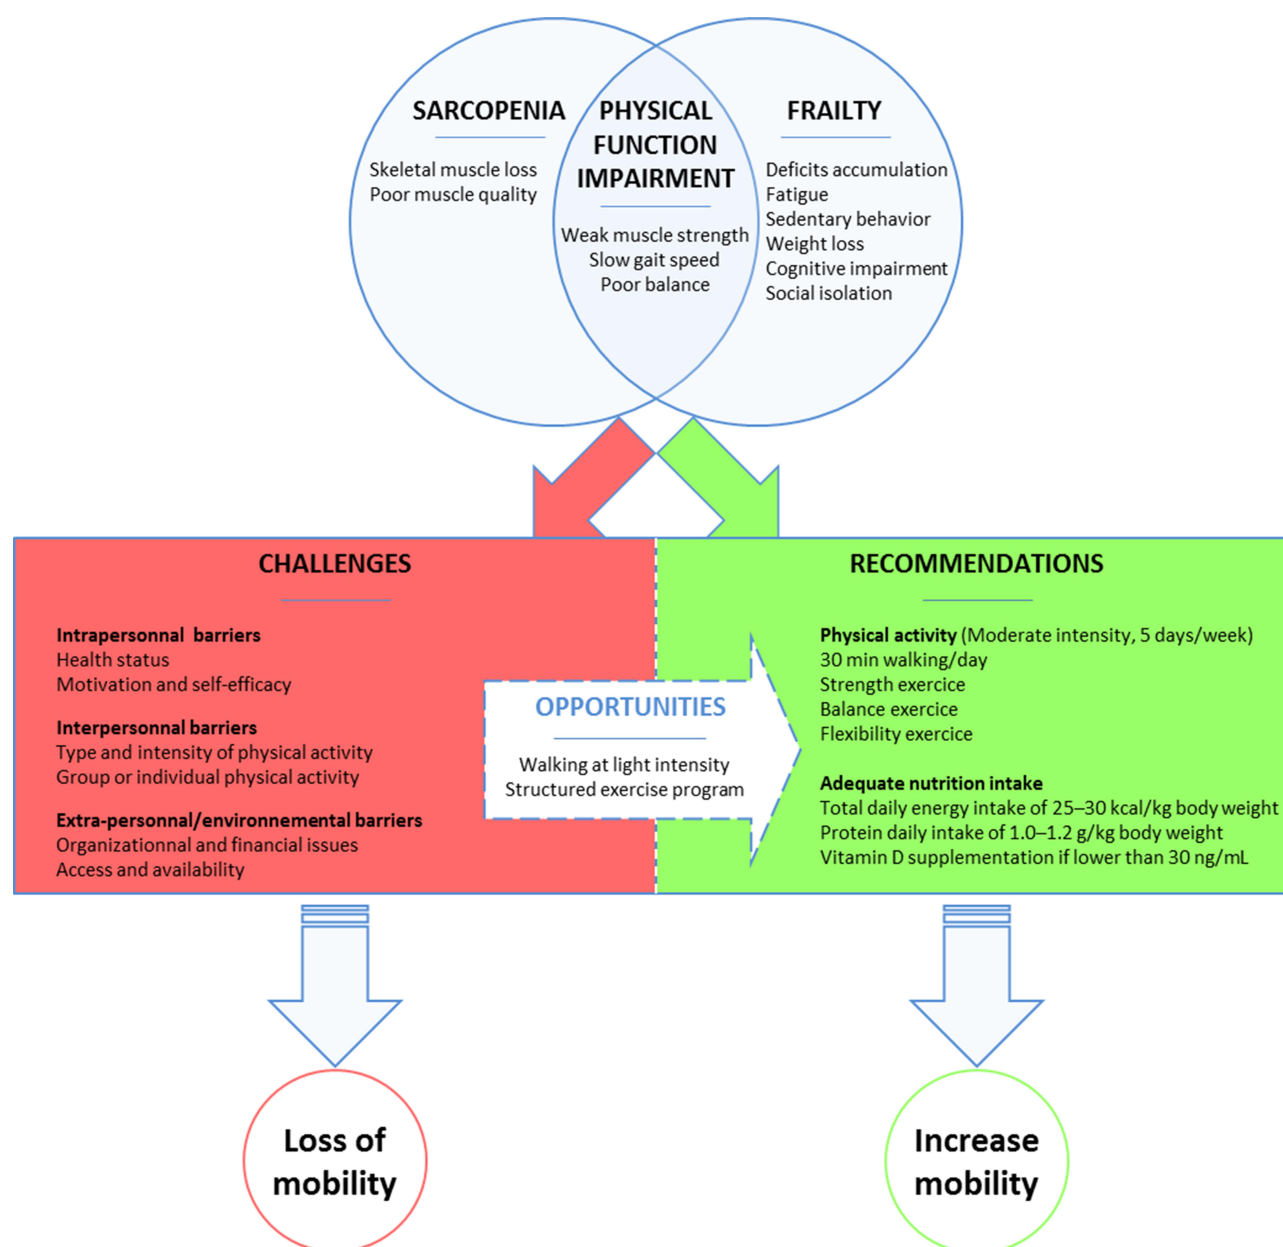 SARCOPENIA
Skeletal muscle loss
Poor muscle quality
PHYSICAL
FUNCTION
IMPAIRMENT
Weak muscle strength
Slow gait speed
Poor balance
FRAILTY
Deficits accumulation
Fatigue
Sedentary behavior
Weight loss
Cognitive impairment
Social isolation
CHALLENGES
Intrapersonnal barriers
Health status
Motivation and self-efficacy
Interpersonnal barriers
Type and intensity of physical activity
Group or individual physical activity
Extra-personnal/environnemental barriers
Organizationnal and financial issues
Access and availability
OPPORTUNITIES
Walking at light intensity
Structured exercise program
RECOMMENDATIONS
Physical activity (Moderate intensity, 5 days/week)
30 min walking/day
Strength exercice
Balance exercice
Flexibility exercice
Adequate nutrition intake
Total daily energy intake of 25–30 kcal/kg body weight
Protein daily intake of 1.0–1.2 g/kg body weight
Vitamin D supplementation if lower than 30 ng/mL
Loss of
mobility
Increase
mobility